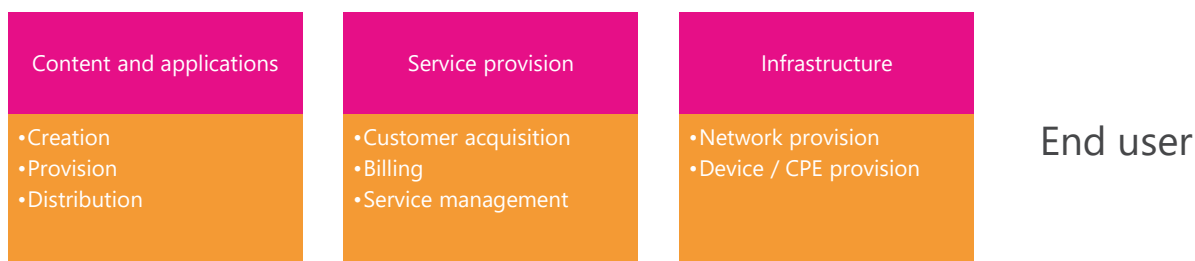 Content and applications
•Creation
•Provision
•Distribution
Service provision
•Customer acquisition
•Billing
•Service management
Infrastructure
•Network provision
•Device / CPE provision
End user